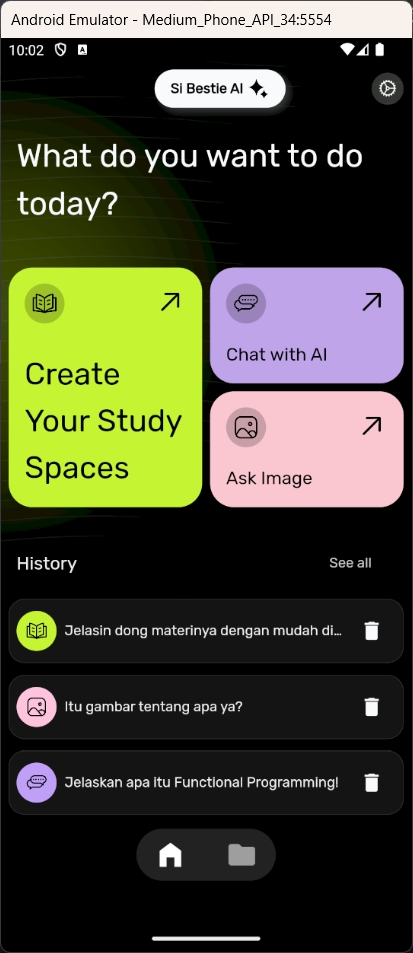 Android Emulator - Medium_Phone_API_34:5554
10:02
A
Si Bestie AI
What do you want to do
today?
Create
Your Study
Spaces
Chat with AI
Ask Image
History
See all
Jelasin dong materinya dengan mudah di...
Itu gambar tentang apa ya?
Jelaskan apa itu Functional Programming!